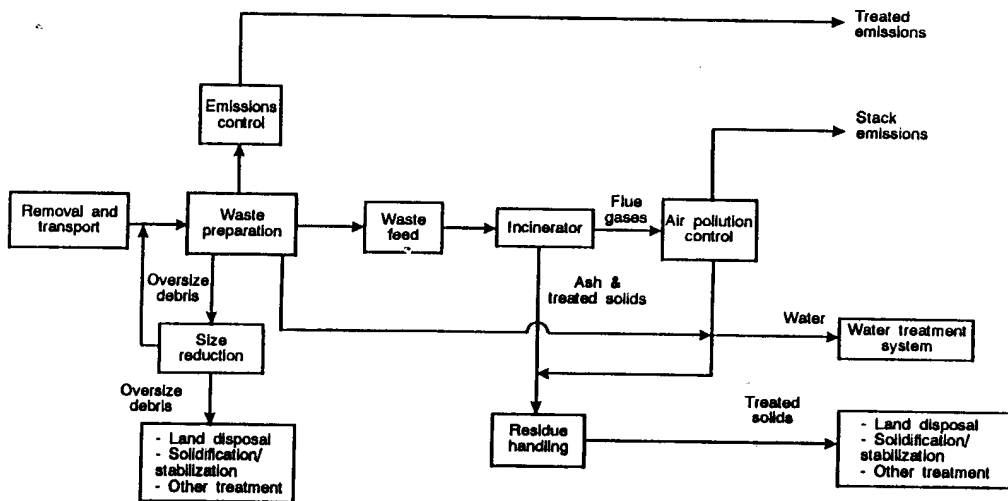 Treated
emissions
Emissions
control
Stack
emissions
Removal and
transport
Waste
preparation
Waste
feed
Incinerator
Flue
gases
Air pollution
control
Oversize
debris
Ash &
treated solids
Size
reduction
Water
Water treatment
system
Oversize
debris
- Land disposal
- Solidification/
stabilization
- Other treatment
Residue
handling
Treated
solids
- Land disposal
- Solidification/
stabilization
- Other treatment